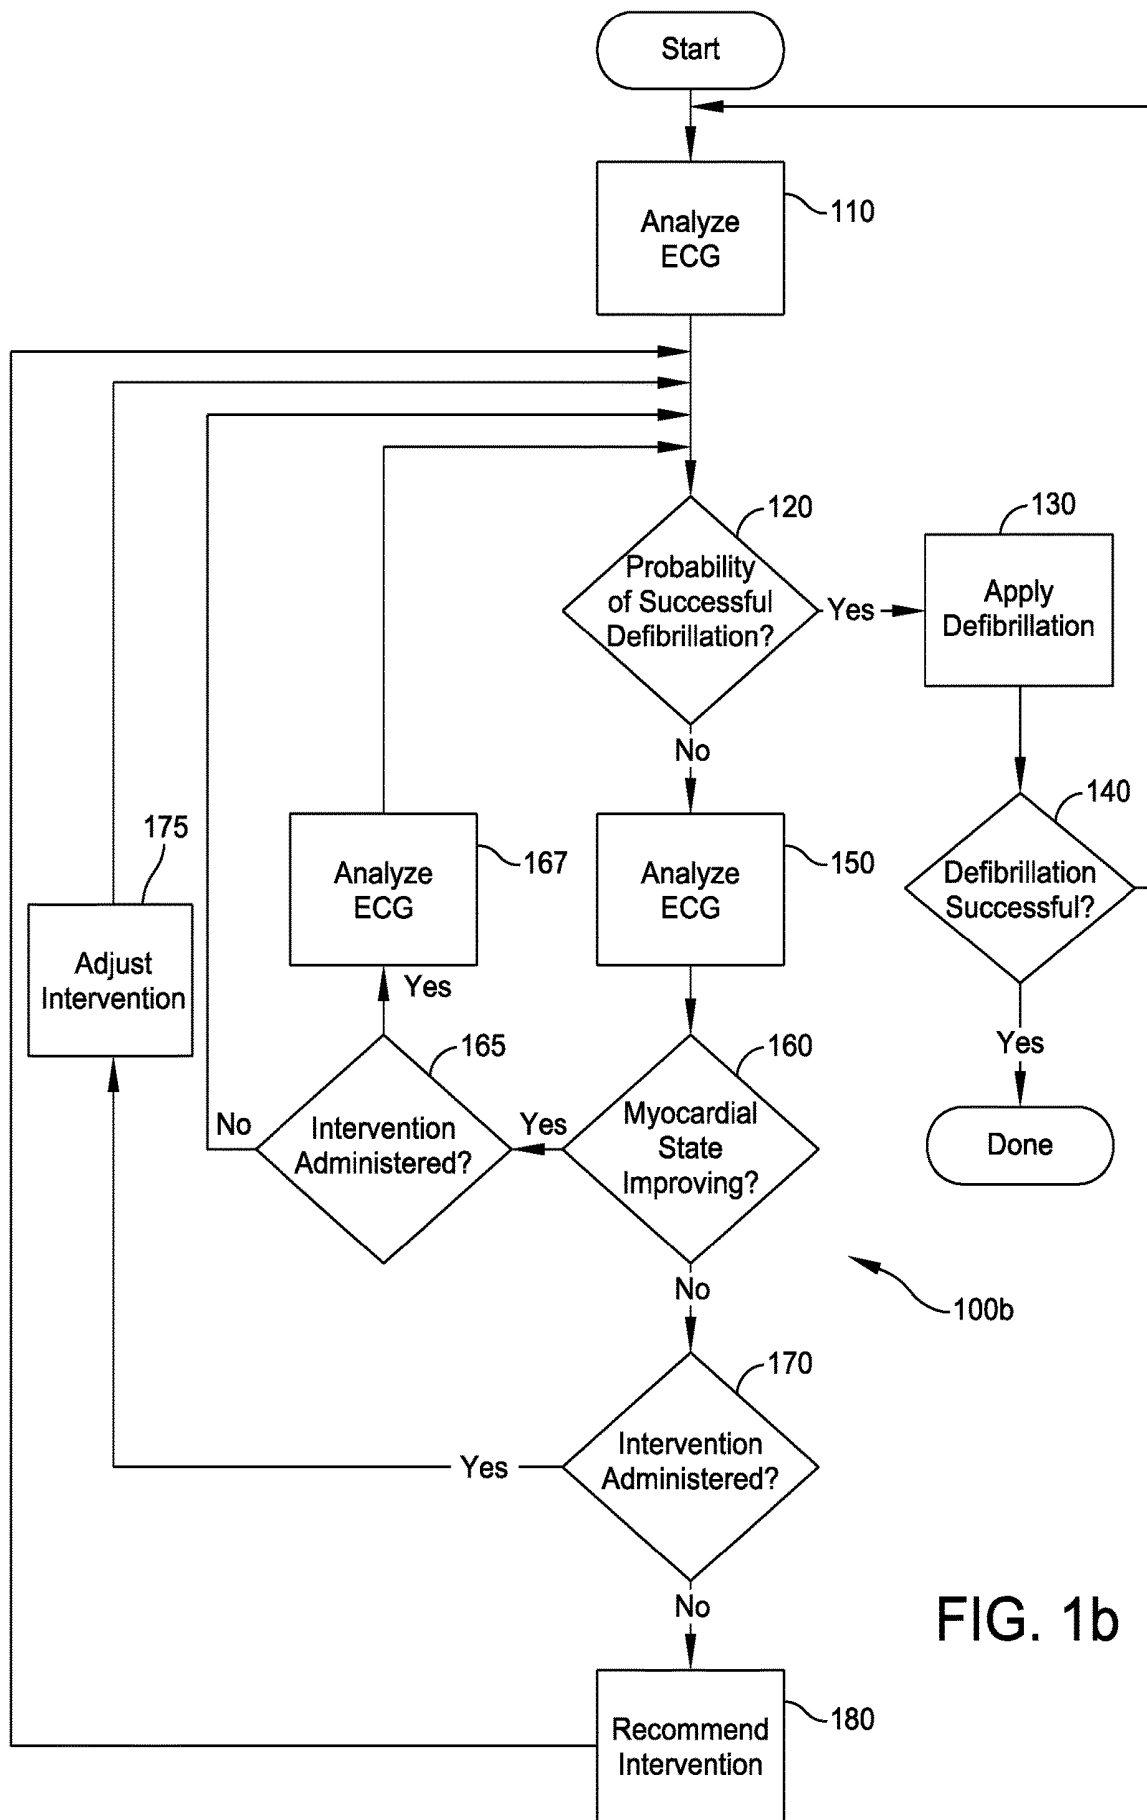 Start
Analyze
ECG
110
120
Probability
of Successful
Defibrillation?
Yes
130
Apply
Defibrillation
No
140
Defibrillation
Successful?
175
Adjust
Intervention
Analyze
ECG
167
Analyze
ECG
150
Yes
Yes
Done
165
Intervention
Administered?
No
Yes
160
Myocardial
State
Improving?
No
100b
170
Intervention
Administered?
Yes
No
FIG. 1b
Recommend
Intervention
180